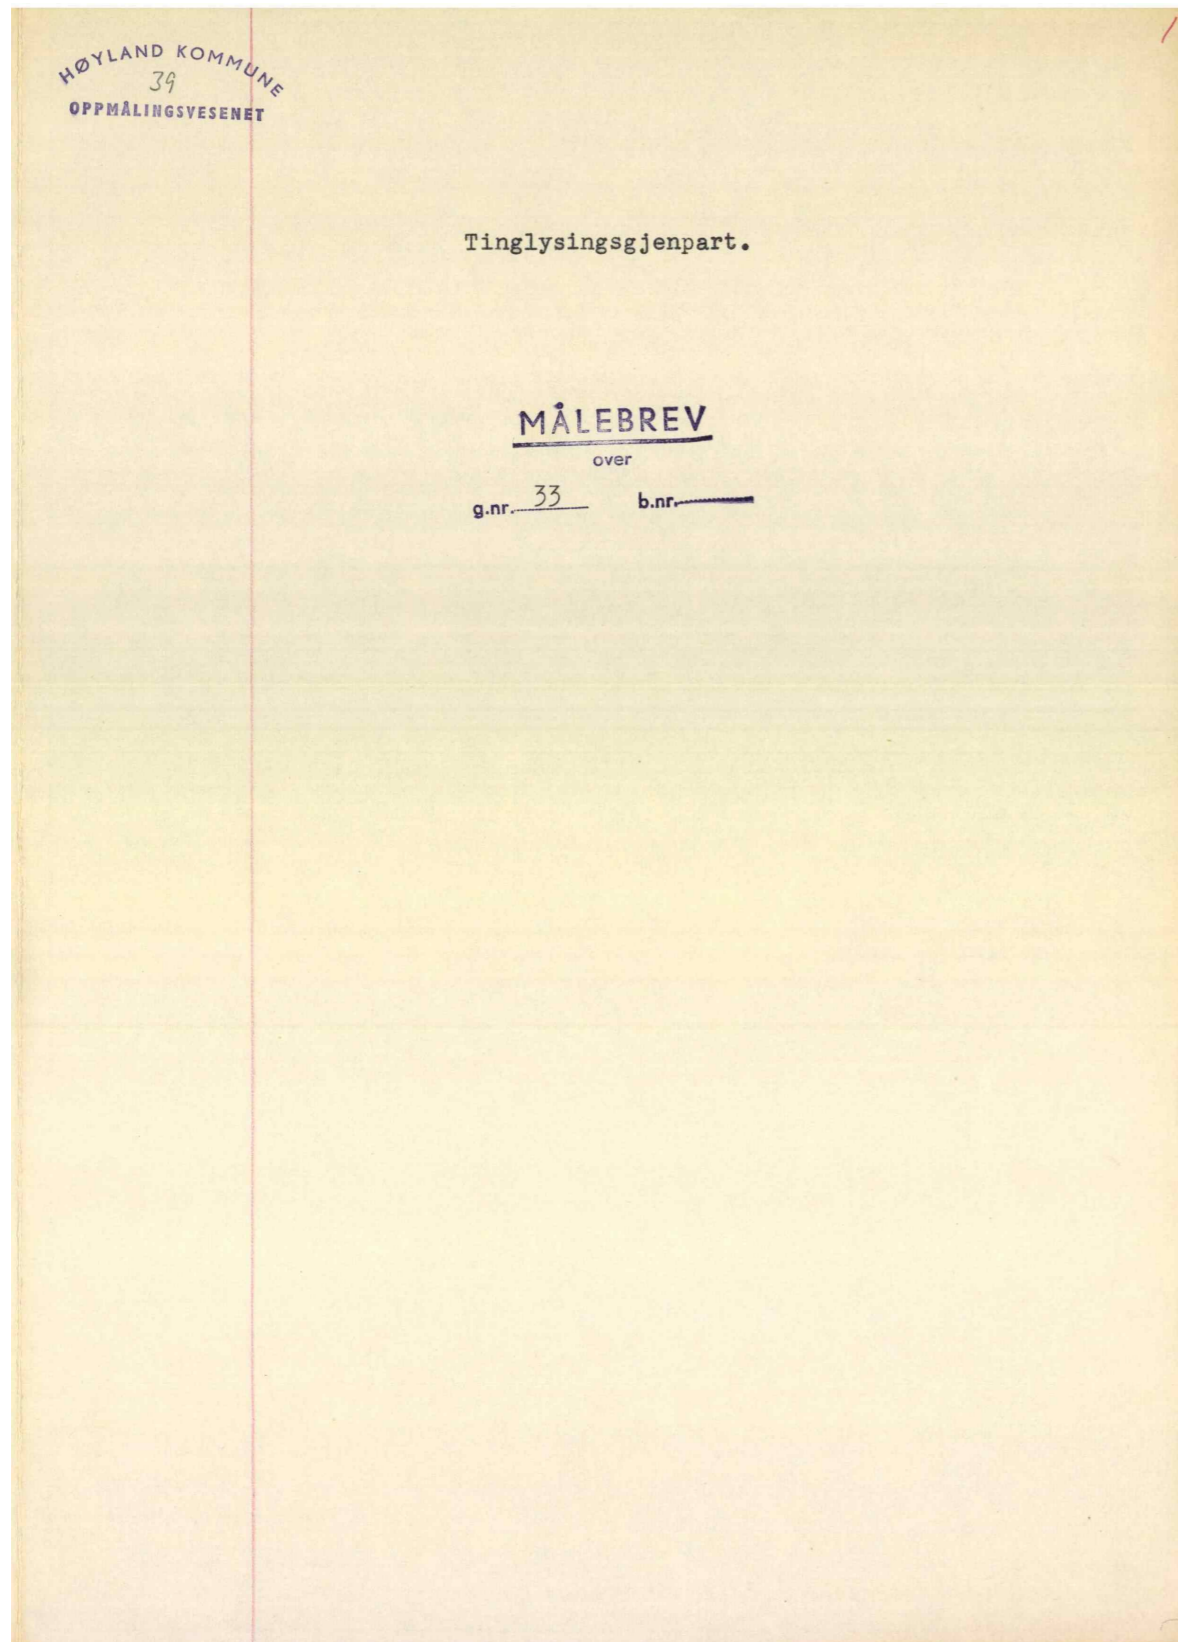 HØYLAND KOMMUNE
39
OPPMÅLINGSVESENET
Tinglysingsgjenpart.
MÅLEBREV
over
g.nr. 33 b.nr.